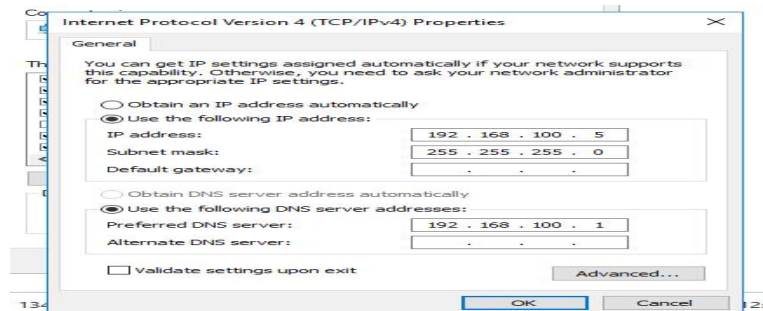 Internet Protocol Version 4 (TCP/IPv4) Properties
General
You can get IP settings assigned automatically if your network supports
this capability. Otherwise, you need to ask your network administrator
for the appropriate IP settings.
Obtain an IP address automatically
Use the following IP address:
IP address: 192 . 168 . 100 . 5
Subnet mask: 255 . 255 . 255 . 0
Default gateway: . . .
Obtain DNS server address automatically
Use the following DNS server addresses:
Preferred DNS server: 192 . 168 . 100 . 1
Alternate DNS server: . . .
Validate settings upon exit
Advanced...
OK Cancel